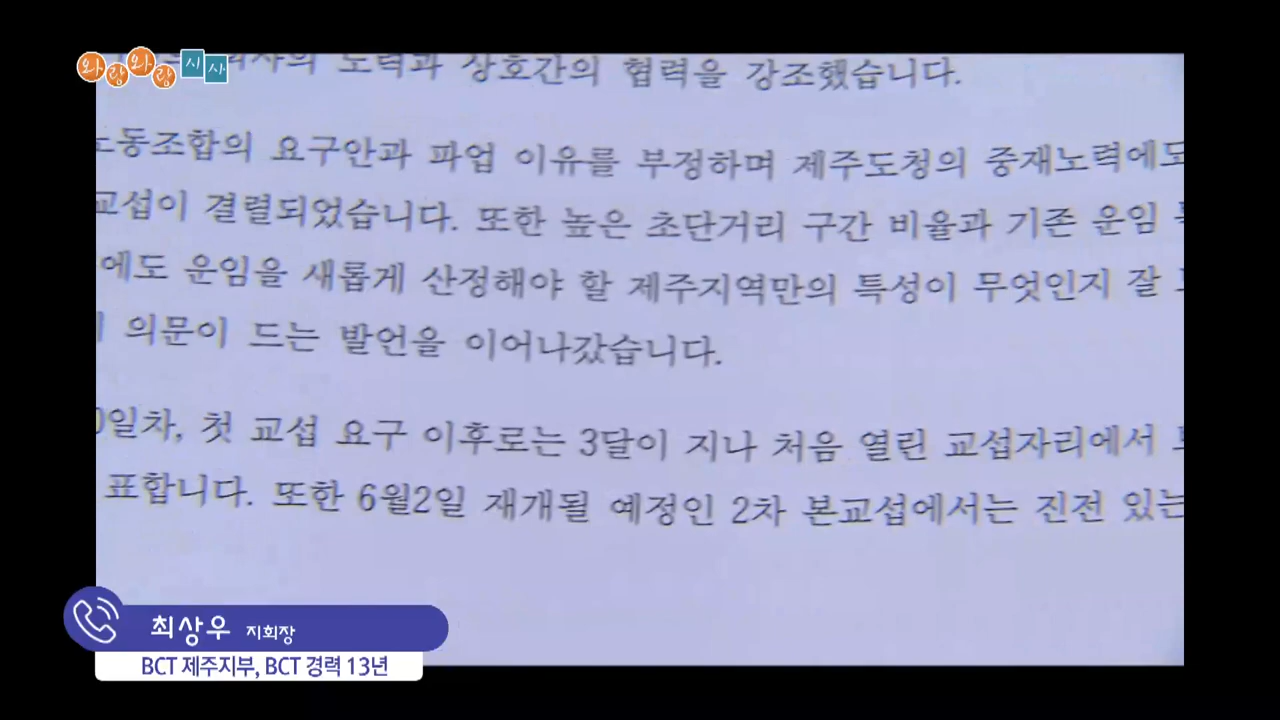 와랑와랑 시사
노력과 상호간의 협력을 강조했습니다.
노동조합의 요구안과 파업 이유를 부정하며 제주도청의 중재노력에도
교섭이 결렬되었습니다. 또한 높은 초단거리 구간 비율과 기존 운임
에도 운임을 새롭게 산정해야 할 제주지역만의 특성이 무엇인지 잘
의문이 드는 발언을 이어나갔습니다.
0일차, 첫 교섭 요구 이후로는 3달이 지나 처음 열린 교섭자리에서
표합니다. 또한 6월2일 재개될 예정인 2차 본교섭에서는 진전 있는
최상우 지회장
BCT 제주지부, BCT 경력 13년